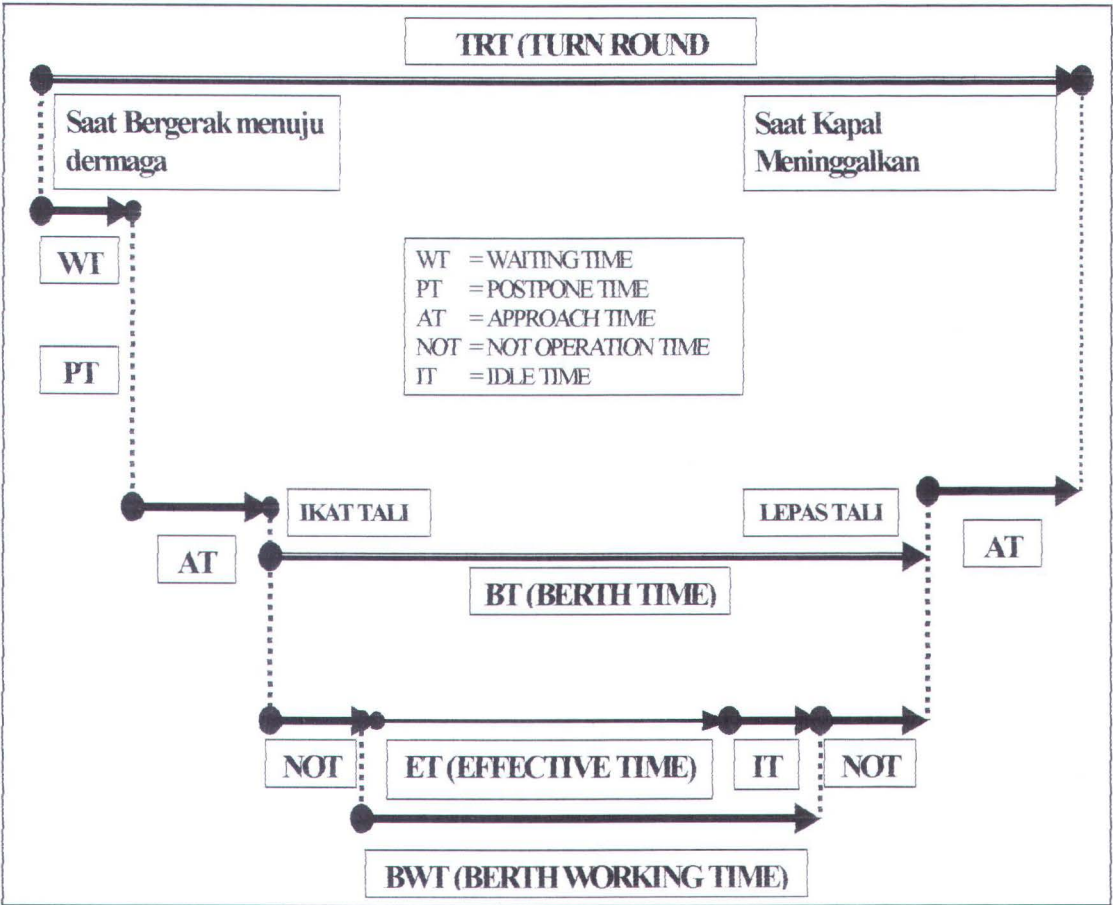 TRT (TURN ROUND
Saat Bergerak menuju
dermaga
Saat Kapal
Meninggalkan
WT
WT = WAITING TIME
PT = POSTPONE TIME
AT = APPROACH TIME
NOT = NOT OPERATION TIME
IT = IDLE TIME
PT
IKAT TALI
LEPAS TALI
AT
AT
BT (BERTH TIME)
NOT
ET (EFFECTIVE TIME)
IT
NOT
BWT (BERTH WORKING TIME)